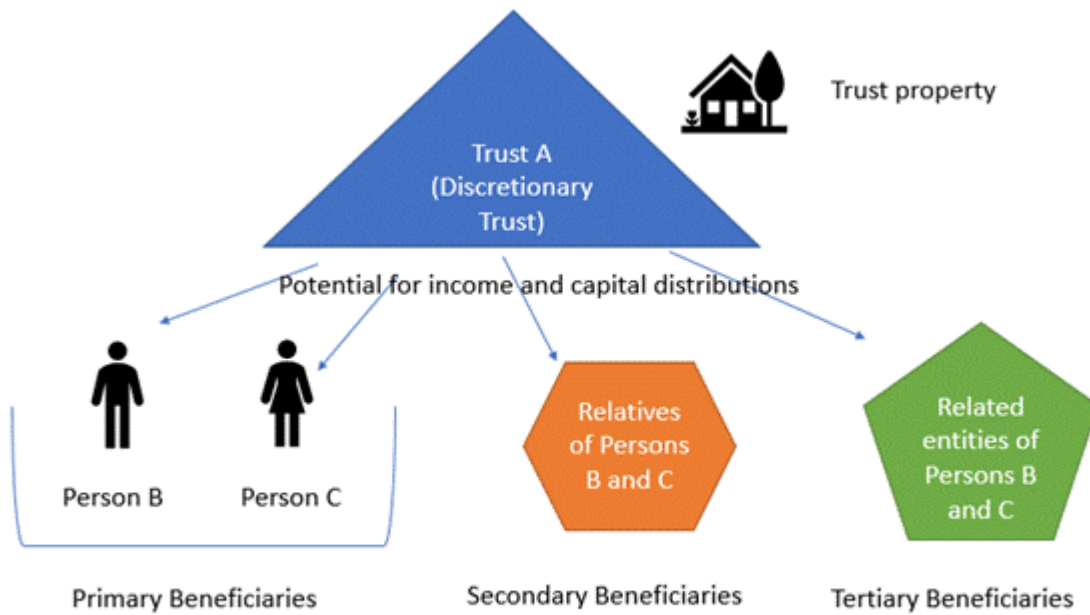 Trust property
Trust A
(Discretionary
Trust)
Potential for income and capital distributions
Relatives
of Persons
B and C
Related
entities of
Persons B
and C
Person B
Person C
Primary Beneficiaries
Secondary Beneficiaries
Tertiary Beneficiaries